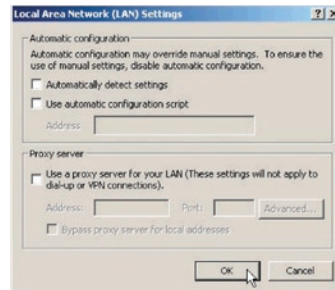 Local Area Network (LAN) Settings
Automatic configuration
Automatic configuration may override manual settings. To ensure the
use of manual settings, disable automatic configuration.
Automatically detect settings
Use automatic configuration script
Address
Proxy server
Use a proxy server for your LAN (These settings will not apply to
dial-up or VPN connections).
Address: Port: Advanced...
Bypass proxy server for local addresses
OK Cancel